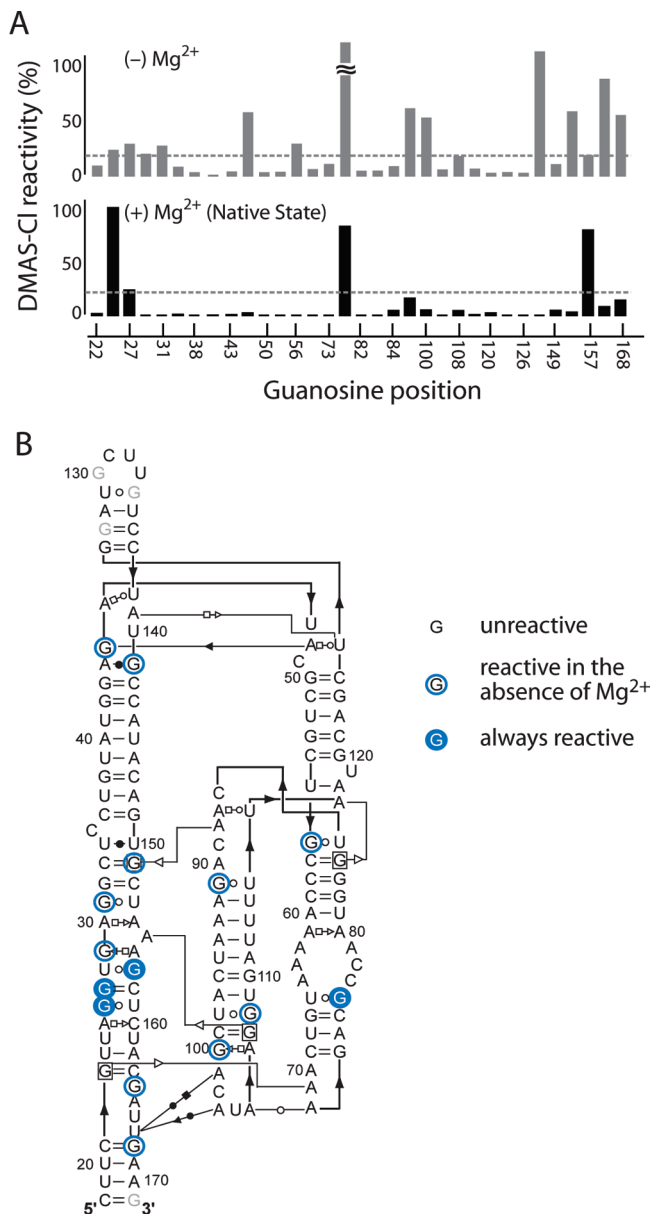 A
DMAS-Cl reactivity (%)
(–) Mg2+
100
50
0
(+) Mg2+ (Native State)
100
50
0
22 27 31 38 43 50 56 73 82 84 100 108 120 126 149 157 168
Guanosine position
B
C U
130 G U
U G
A U
G C
G C
A U
A U
U 140 A U
G G C
A C 50
G C G C
G C C G
U A U A
40 A U G C
U A C G
G C U U 120
U A U A
C G C A A
C U A U
U U 150 G U
C G 90 C G G
G C G U C G
G U A U C G
30 A A A U 60 A U
G A A U A A 80
U G C A A A
G C U G 110 A C
G U A U A C
A C 160 U G U G
U U C G G C
U A 100 G A U A
G C A C G
G A 70 A
A C A A
U A U A A
C U
20 U G
U A
5' C A 170
G 3'
G unreactive
G reactive in the
absence of Mg2+
G always reactive